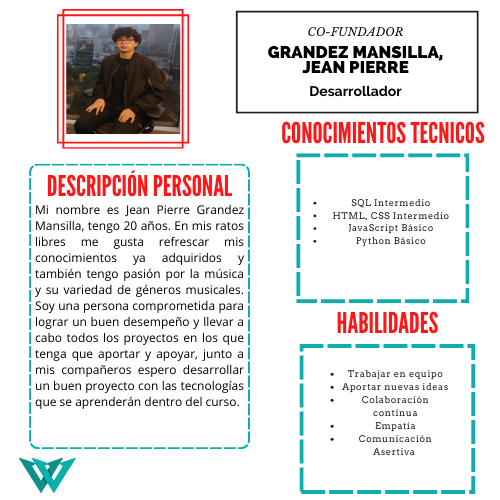 CO-FUNDADOR
GRANDEZ MANSILLA,
JEAN PIERRE
Desarrollador
CONOCIMIENTOS TECNICOS
• SQL Intermedio
• HTML, CSS Intermedio
• JavaScript Básico
• Python Básico
DESCRIPCIÓN PERSONAL
Mi nombre es Jean Pierre Grandez
Mansilla, tengo 20 años. En mis ratos
libres me gusta refrescar mis
conocimientos ya adquiridos y
también tengo pasión por la música
y su variedad de géneros musicales.
Soy una persona comprometida para
lograr un buen desempeño y llevar a
cabo todos los proyectos en los que
tenga que aportar y apoyar, junto a
mis compañeros espero desarrollar
un buen proyecto con las tecnologías
que se aprenderán dentro del curso.
HABILIDADES
• Trabajar en equipo
• Aportar nuevas ideas
• Colaboración
continua
• Empatía
• Comunicación
Asertiva